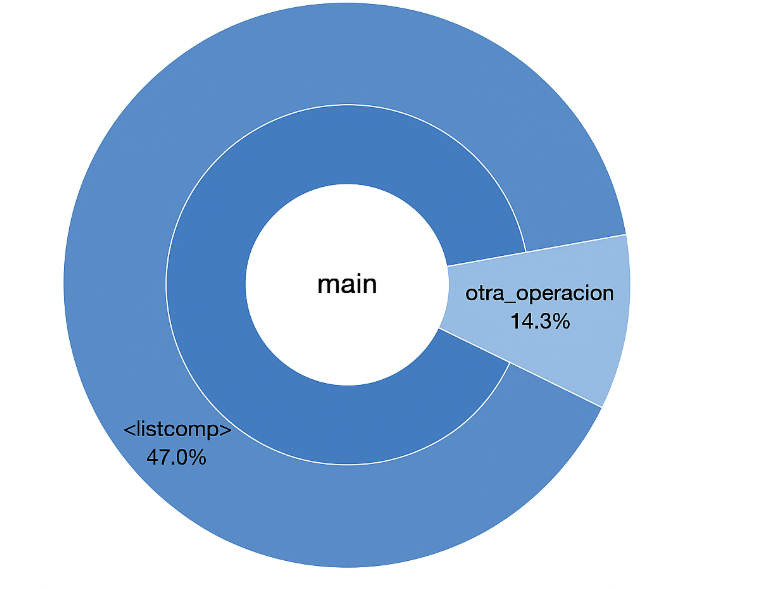 main
otra_operacion
14.3%
<listcomp>
47.0%